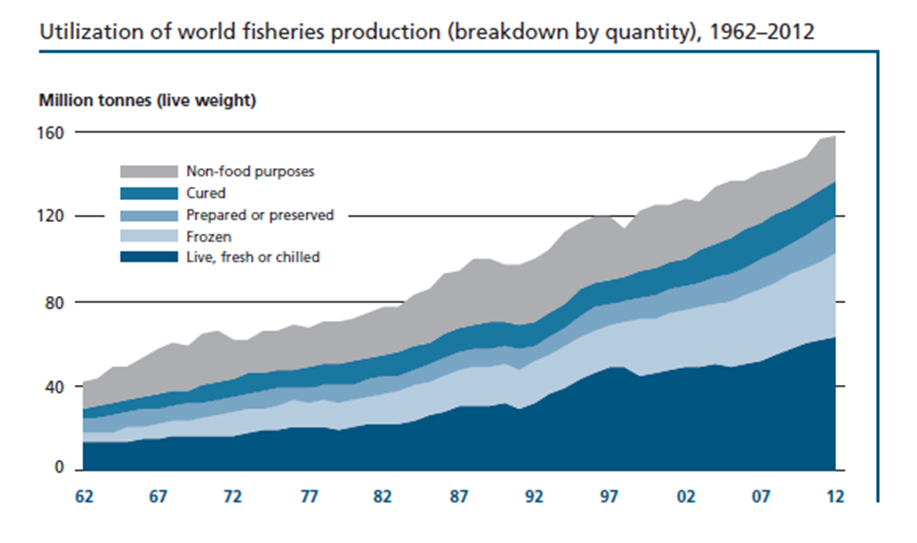 Utilization of world fisheries production (breakdown by quantity), 1962–2012
Million tonnes (live weight)
160
Non-food purposes
Cured
120
Prepared or preserved
Frozen
Live, fresh or chilled
80
40
0
62 67 72 77 82 87 92 97 02 07 12